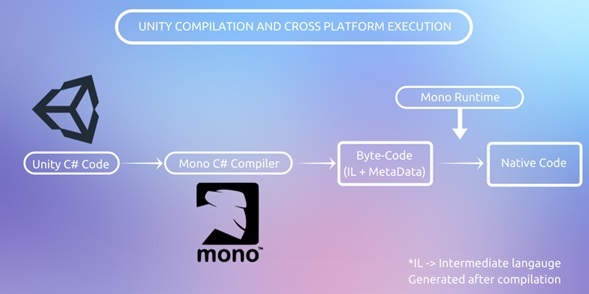 UNITY COMPILATION AND CROSS PLATFORM EXECUTION
Mono Runtime
Unity C# Code
Mono C# Compiler
Byte-Code
(IL + MetaData)
Native Code
mono™
*IL -> Intermediate langauge
Generated after compilation